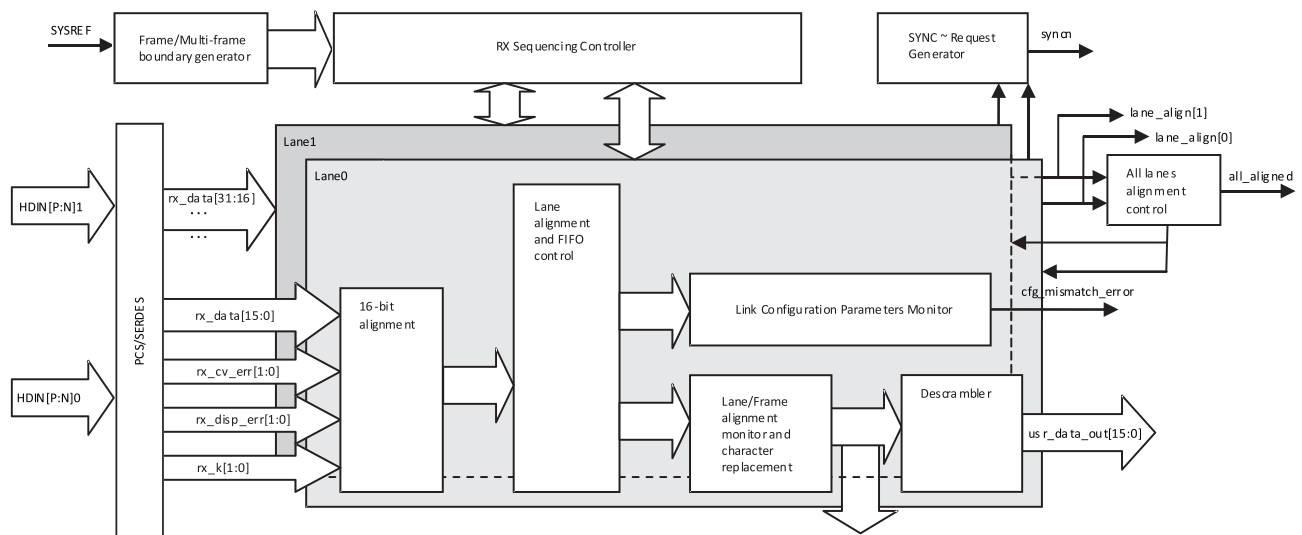 SYSREF
Frame/Multi-frame
boundary generator
RX Sequencing Controller
SYNC ~ Request
Generator
syncn
Lane1
lane_align[1]
lane_align[0]
Lane0
All lanes
alignment
control
all_aligned
HDIN[P:N]1
rx_data[31:16]
...
...
Lane
alignment
and FIFO
control
PCS/SERDES
16-bit
alignment
rx_data[15:0]
Link Configuration Parameters Monitor
cfg_mismatch_error
rx_cv_err[1:0]
HDIN[P:N]0
rx_disp_err[1:0]
rx_k[1:0]
Lane/Frame
alignment
monitor and
character
replacement
Descrambler
usr_data_out[15:0]